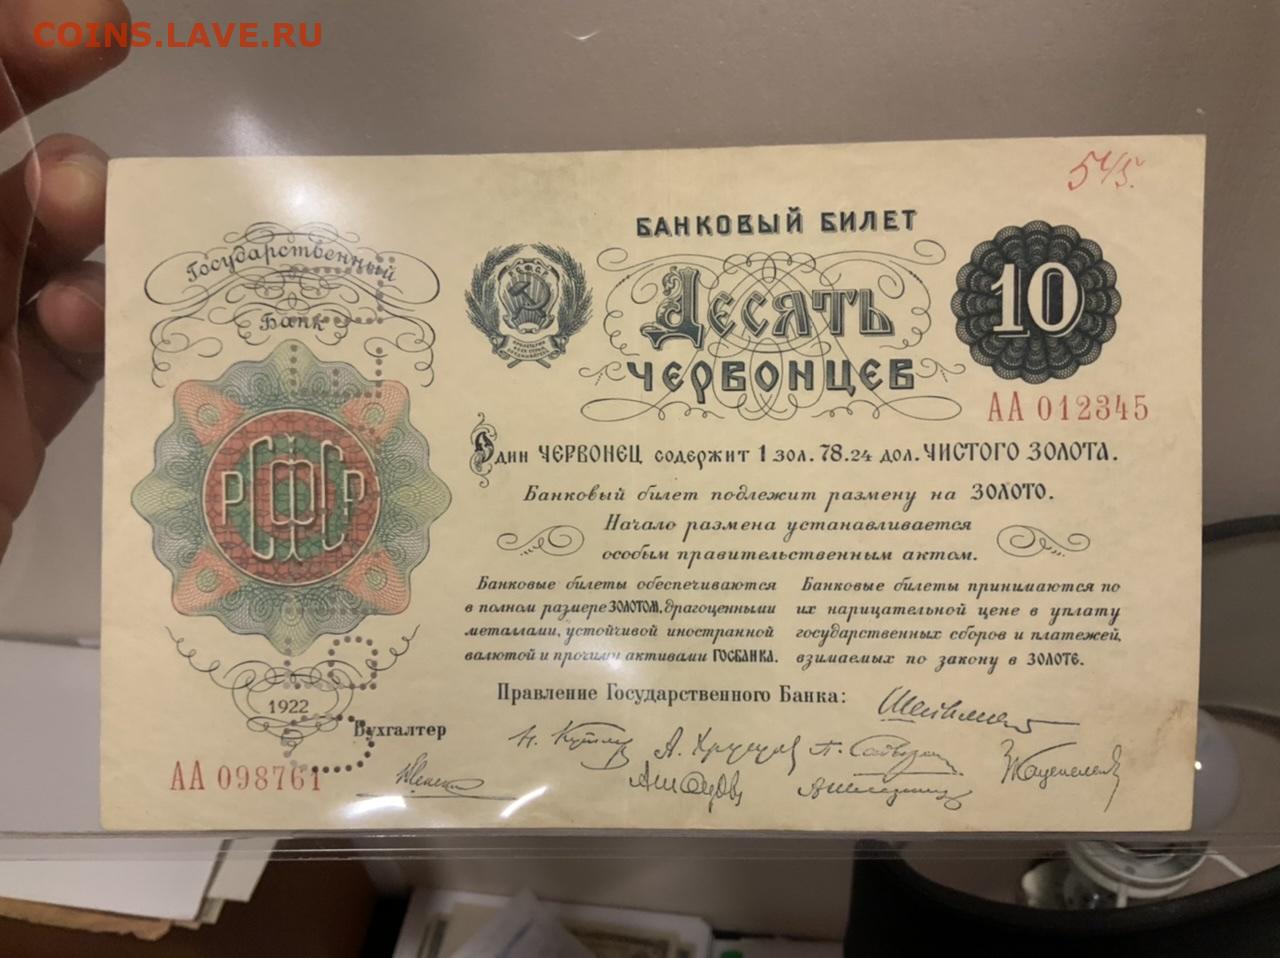 COINS.LAVE.RU
54/5.
Государственный
Банк
РСФСР
1922
Бухгалтер
АА 098761
Р.С.Ф.С.Р.
БАНКОВЫЙ БИЛЕТ
ДЕСЯТЬ
ЧЕРВОНЦЕВ
10
АА 012345
Один ЧЕРВОНЕЦ содержит 1 зол. 78.24 дол. ЧИСТОГО ЗОЛОТА.
Банковый билет подлежит размену на ЗОЛОТО.
Начало размена устанавливается
особым правительственным актом.
Банковые билеты обеспечиваются
в полном размере ЗОЛОТОМ, драгоценными
металлами, устойчивой иностранной
валютой и прочими активами ГОСБАНКА.
Банковые билеты принимаются по
их нарицательной цене в уплату
государственных сборов и платежей,
взимаемых по закону в ЗОЛОТЕ.
Правление Государственного Банка: